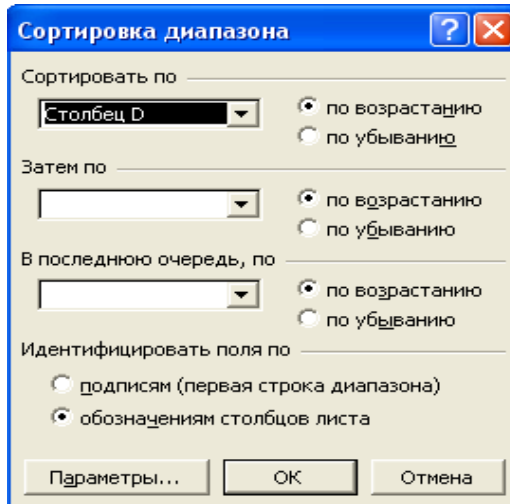 Сортировка диапазона
Сортировать по
Столбец D
по возрастанию
по убыванию
Затем по
по возрастанию
по убыванию
В последнюю очередь, по
по возрастанию
по убыванию
Идентифицировать поля по
подписям (первая строка диапазона)
обозначениям столбцов листа
Параметры... ОК Отмена